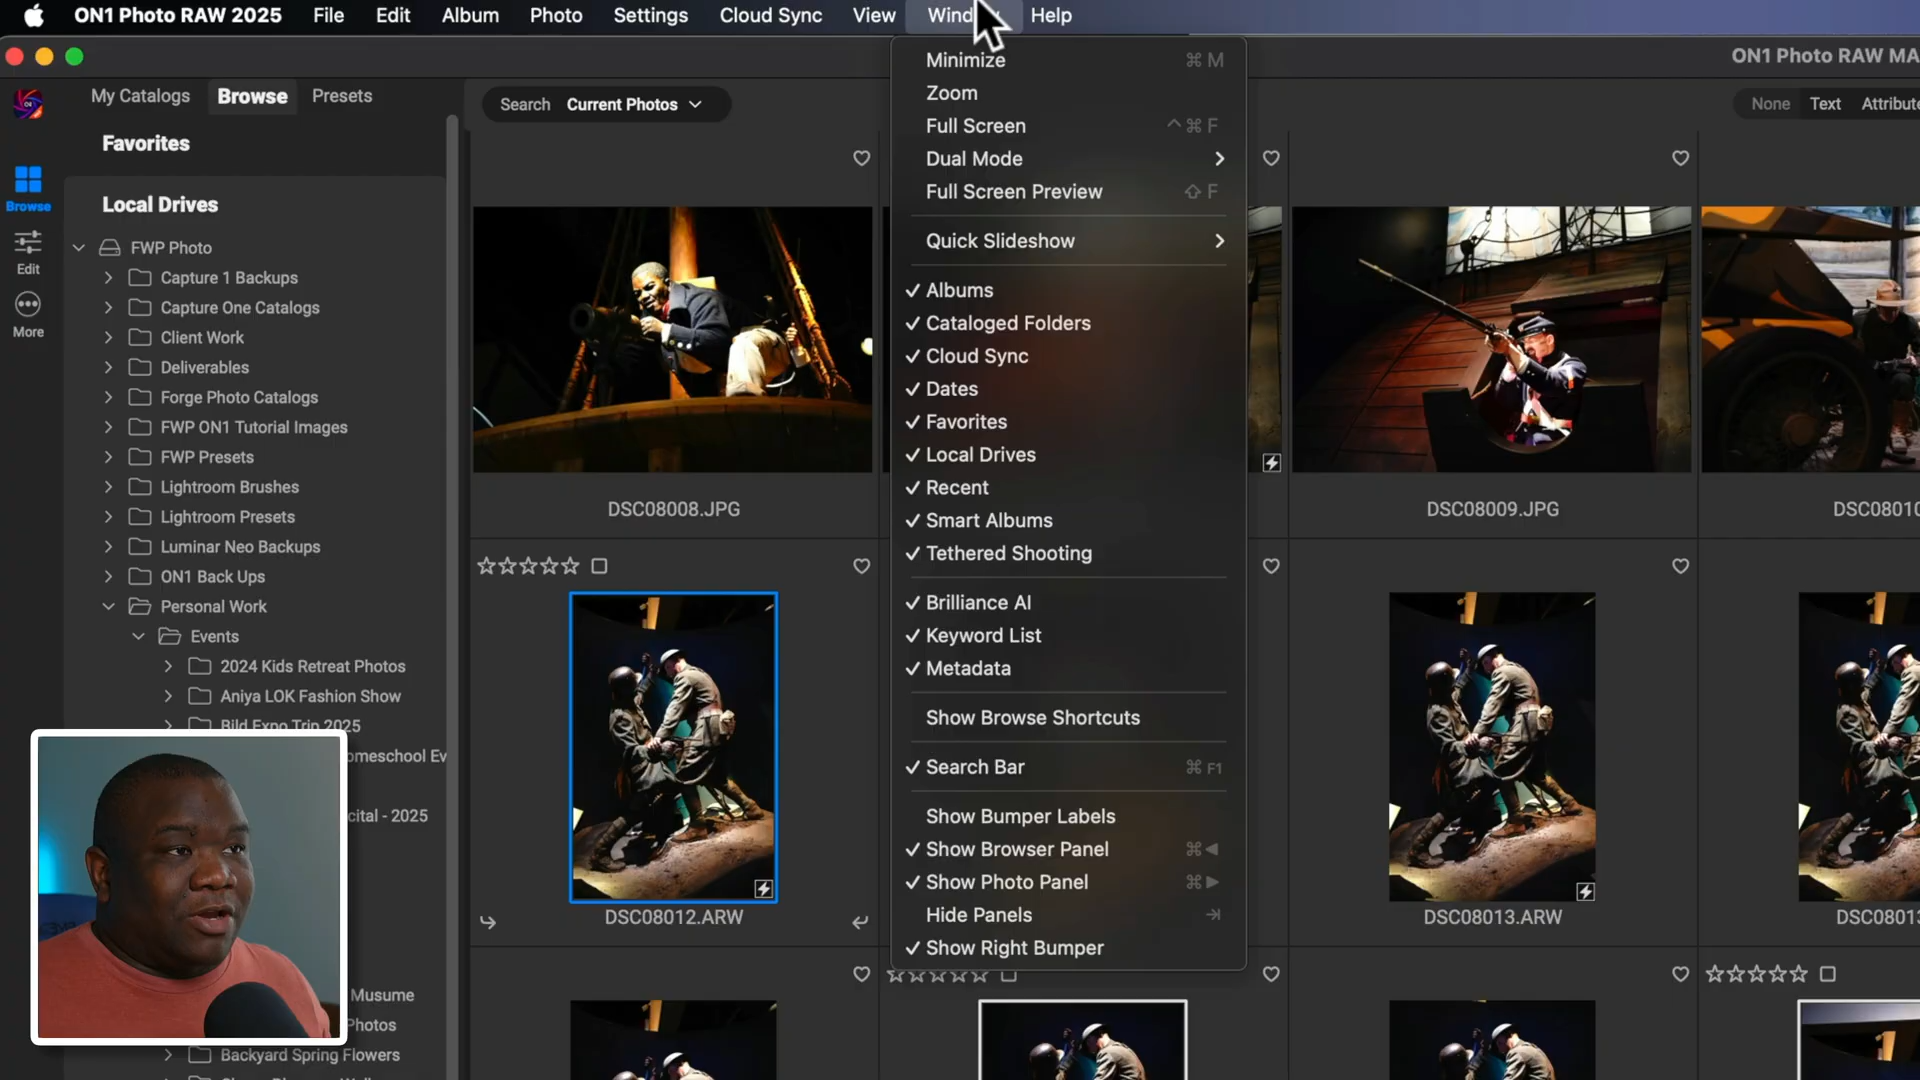 ON1 Photo RAW 2025 File Edit Album Photo Settings Cloud Sync View Window Help
ON1 Photo RAW MA
My Catalogs Browse Presets
Search Current Photos
None Text Attribute
Favorites
Browse
Edit
More
Local Drives
FWP Photo
Capture 1 Backups
Capture One Catalogs
Client Work
Deliverables
Forge Photo Catalogs
FWP ON1 Tutorial Images
FWP Presets
Lightroom Brushes
Lightroom Presets
Luminar Neo Backups
ON1 Back Ups
Personal Work
Events
2024 Kids Retreat Photos
Aniya LOK Fashion Show
Bild Expo Trip 2025
omeschool Ev
cital - 2025
Musume
Photos
Backyard Spring Flowers
Minimize ⌘ M
Zoom
Full Screen ^ ⌘ F
Dual Mode
Full Screen Preview ⇧ F
Quick Slideshow
✓ Albums
✓ Cataloged Folders
✓ Cloud Sync
✓ Dates
✓ Favorites
✓ Local Drives
✓ Recent
✓ Smart Albums
✓ Tethered Shooting
✓ Brilliance AI
✓ Keyword List
✓ Metadata
Show Browse Shortcuts
✓ Search Bar ⌘ F1
Show Bumper Labels
✓ Show Browser Panel ⌘◀
✓ Show Photo Panel ⌘▶
Hide Panels ⇥
✓ Show Right Bumper
DSC08008.JPG
DSC08009.JPG
DSC08010
DSC08012.ARW
DSC08013.ARW
DSC08013